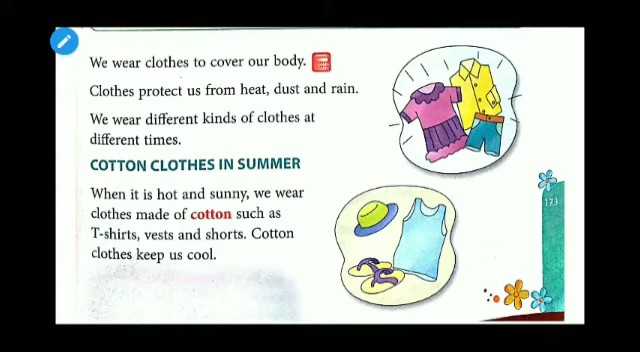 We wear clothes to cover our body.
Clothes protect us from heat, dust and rain.
We wear different kinds of clothes at
different times.
COTTON CLOTHES IN SUMMER
When it is hot and sunny, we wear
clothes made of cotton such as
T-shirts, vests and shorts. Cotton
clothes keep us cool.
173